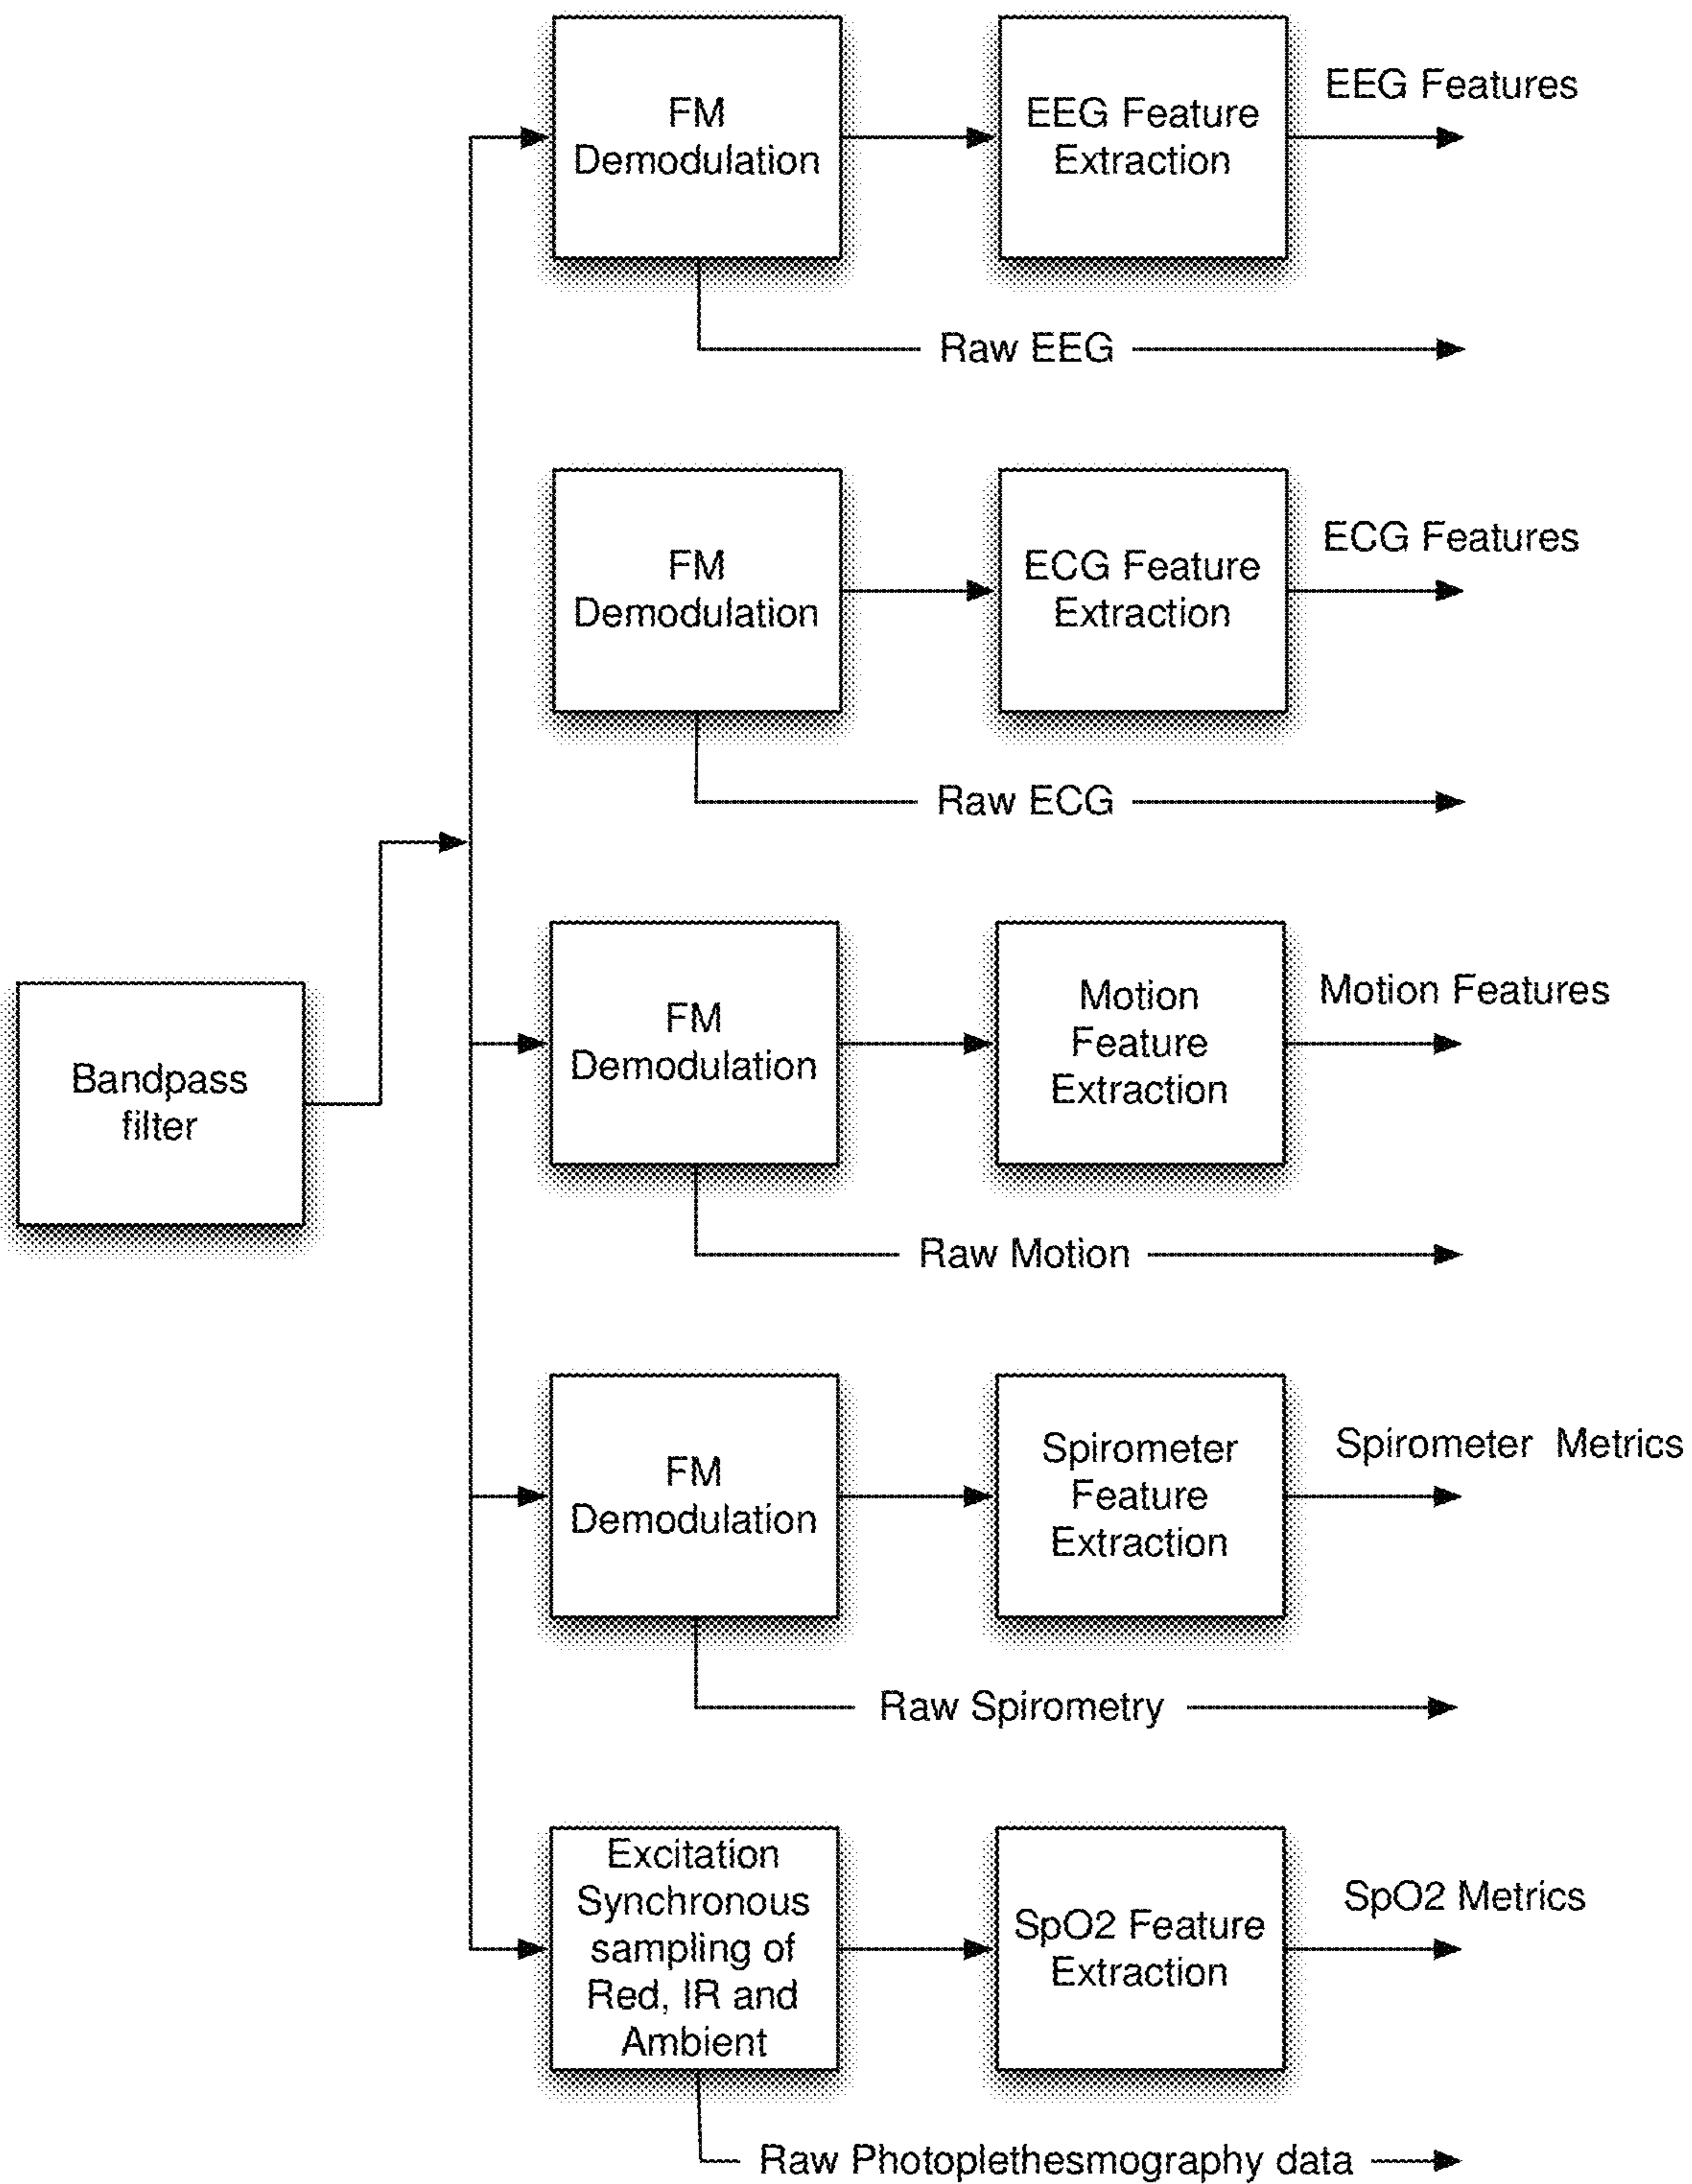 FM
Demodulation
EEG Feature
Extraction
EEG Features
Raw EEG
FM
Demodulation
ECG Feature
Extraction
ECG Features
Raw ECG
Bandpass
filter
FM
Demodulation
Motion
Feature
Extraction
Motion Features
Raw Motion
FM
Demodulation
Spirometer
Feature
Extraction
Spirometer Metrics
Raw Spirometry
Excitation
Synchronous
sampling of
Red, IR and
Ambient
SpO2 Feature
Extraction
SpO2 Metrics
Raw Photoplethesmography data